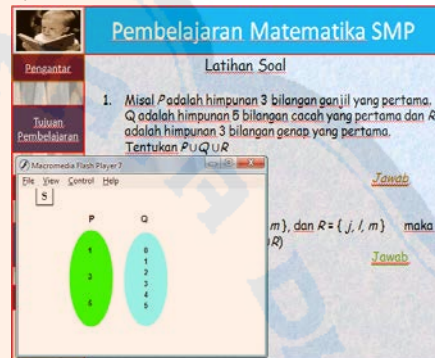 Pembelajaran Matematika SMP
Pengantar
Tujuan
Pembelajaran
Latihan Soal
1. Misal P adalah himpunan 3 bilangan ganjil yang pertama.
Q adalah himpunan 5 bilangan cacah yang pertama dan R
adalah himpunan 3 bilangan genap yang pertama.
Tentukan P∪Q∪R
Jawab
m}, dan R = { j, l, m } maka
∪R)
Jawab
Macromedia Flash Player 7
File View Control Help
S
P Q
1
3
5
0
1
2
3
4
5